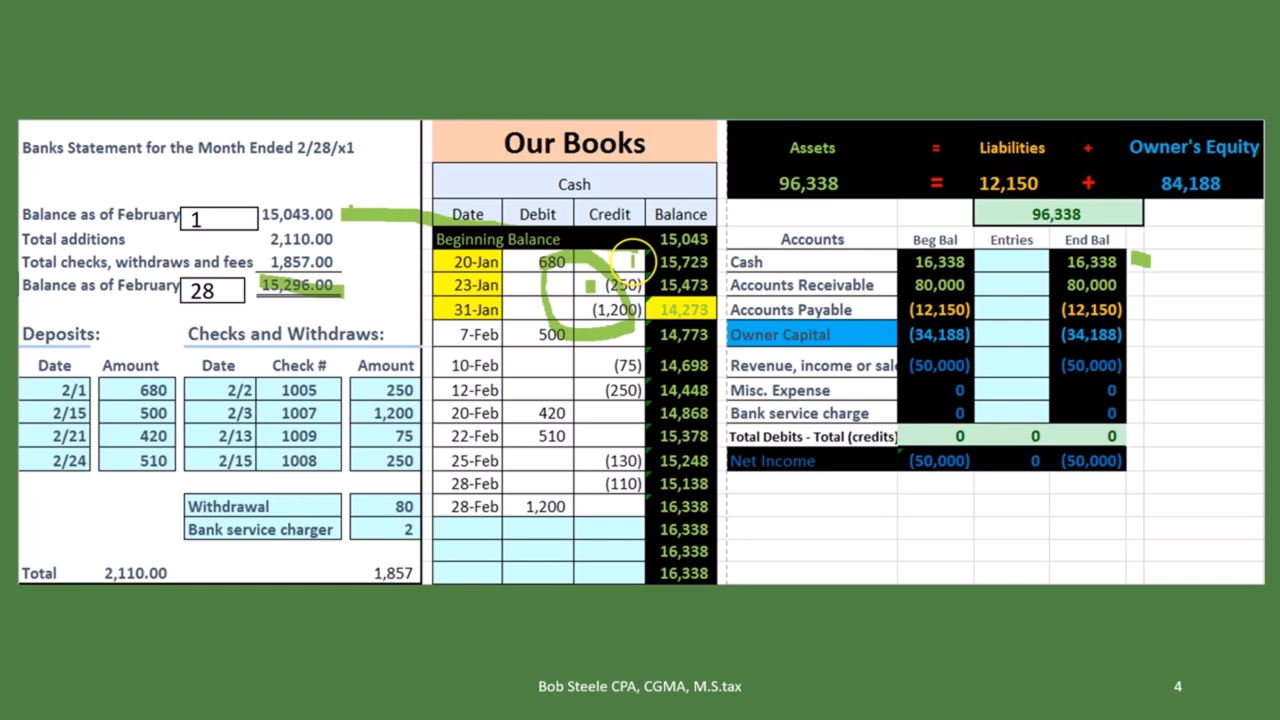 Banks Statement for the Month Ended 2/28/x1
Balance as of February 1 15,043.00
Total additions 2,110.00
Total checks, withdraws and fees 1,857.00
Balance as of February 28 15,296.00
Deposits: Checks and Withdraws:
Date Amount Date Check # Amount
2/1 680 2/2 1005 250
2/15 500 2/3 1007 1,200
2/21 420 2/13 1009 75
2/24 510 2/15 1008 250
Withdrawal 80
Bank service charger 2
Total 2,110.00 1,857
Our Books
Cash
Date Debit Credit Balance
Beginning Balance 15,043
20-Jan 680 15,723
23-Jan (250) 15,473
31-Jan (1,200) 14,273
7-Feb 500 14,773
10-Feb (75) 14,698
12-Feb (250) 14,448
20-Feb 420 14,868
22-Feb 510 15,378
25-Feb (130) 15,248
28-Feb (110) 15,138
28-Feb 1,200 16,338
16,338
16,338
16,338
Assets = Liabilities + Owner's Equity
96,338 = 12,150 + 84,188
96,338
Accounts Beg Bal Entries End Bal
Cash 16,338 16,338
Accounts Receivable 80,000 80,000
Accounts Payable (12,150) (12,150)
Owner Capital (34,188) (34,188)
Revenue, income or sale (50,000) (50,000)
Misc. Expense 0 0
Bank service charge 0 0
Total Debits - Total (credits) 0 0 0
Net Income (50,000) 0 (50,000)
Bob Steele CPA, CGMA, M.S.tax
4